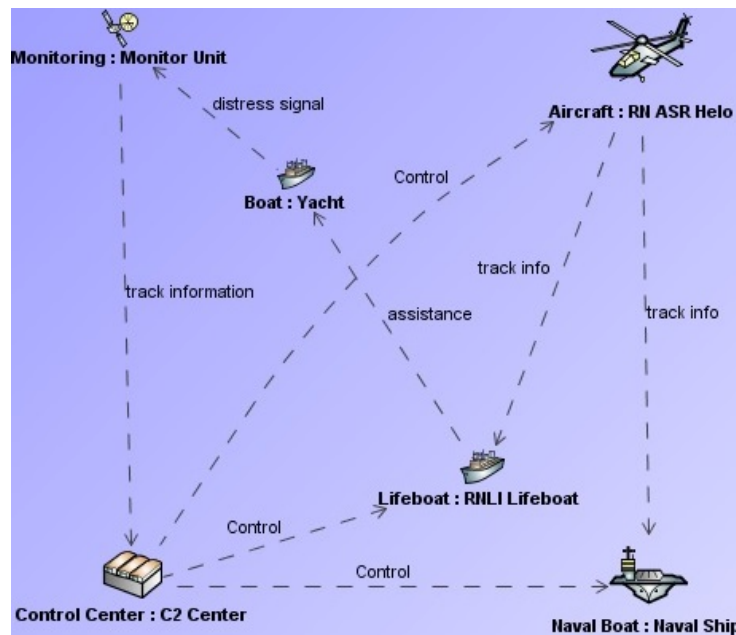 Monitoring : Monitor Unit
distress signal
Aircraft : RN ASR Helo
Control
Boat : Yacht
track info
track information
assistance
track info
Lifeboat : RNLI Lifeboat
Control
Control
Control Center : C2 Center
Naval Boat : Naval Ship